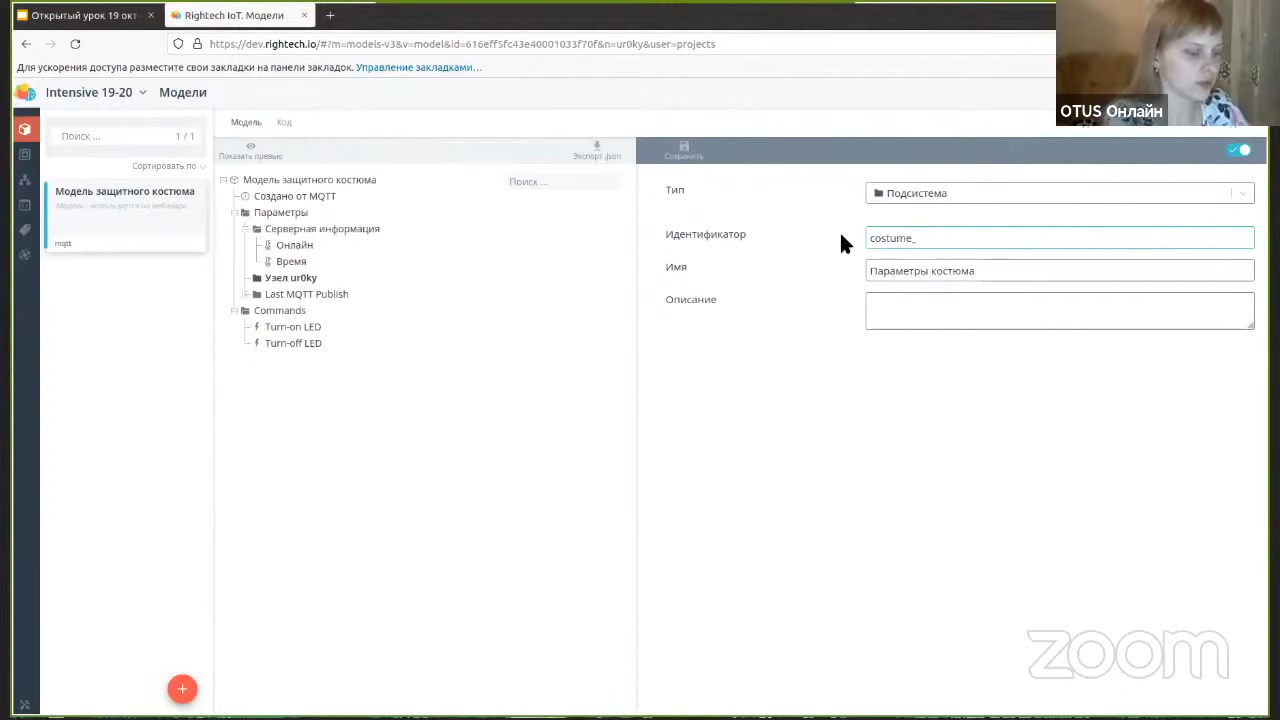 Открытый урок 19 окт
Rightech IoT. Модели
https://dev.rightech.io/#?m=models-v3&v=model&id=616eff5fc43e40001033f70f&n=ur0ky&user=projects
Для ускорения доступа разместите свои закладки на панели закладок. Управление закладками…
OTUS Онлайн
Intensive 19-20
Модели
Поиск ...
1 / 1
Сортировать по
Модель защитного костюма
Модель - используется на вебинаре...
mqtt
Модель
Код
Показать превью
Экспорт .json
Модель защитного костюма
Поиск ...
Создано от MQTT
Параметры
Серверная информация
Онлайн
Время
Узел ur0ky
Last MQTT Publish
Commands
Turn-on LED
Turn-off LED
Сохранить
Тип
Подсистема
Идентификатор
costume_
Имя
Параметры костюма
Описание
zoom